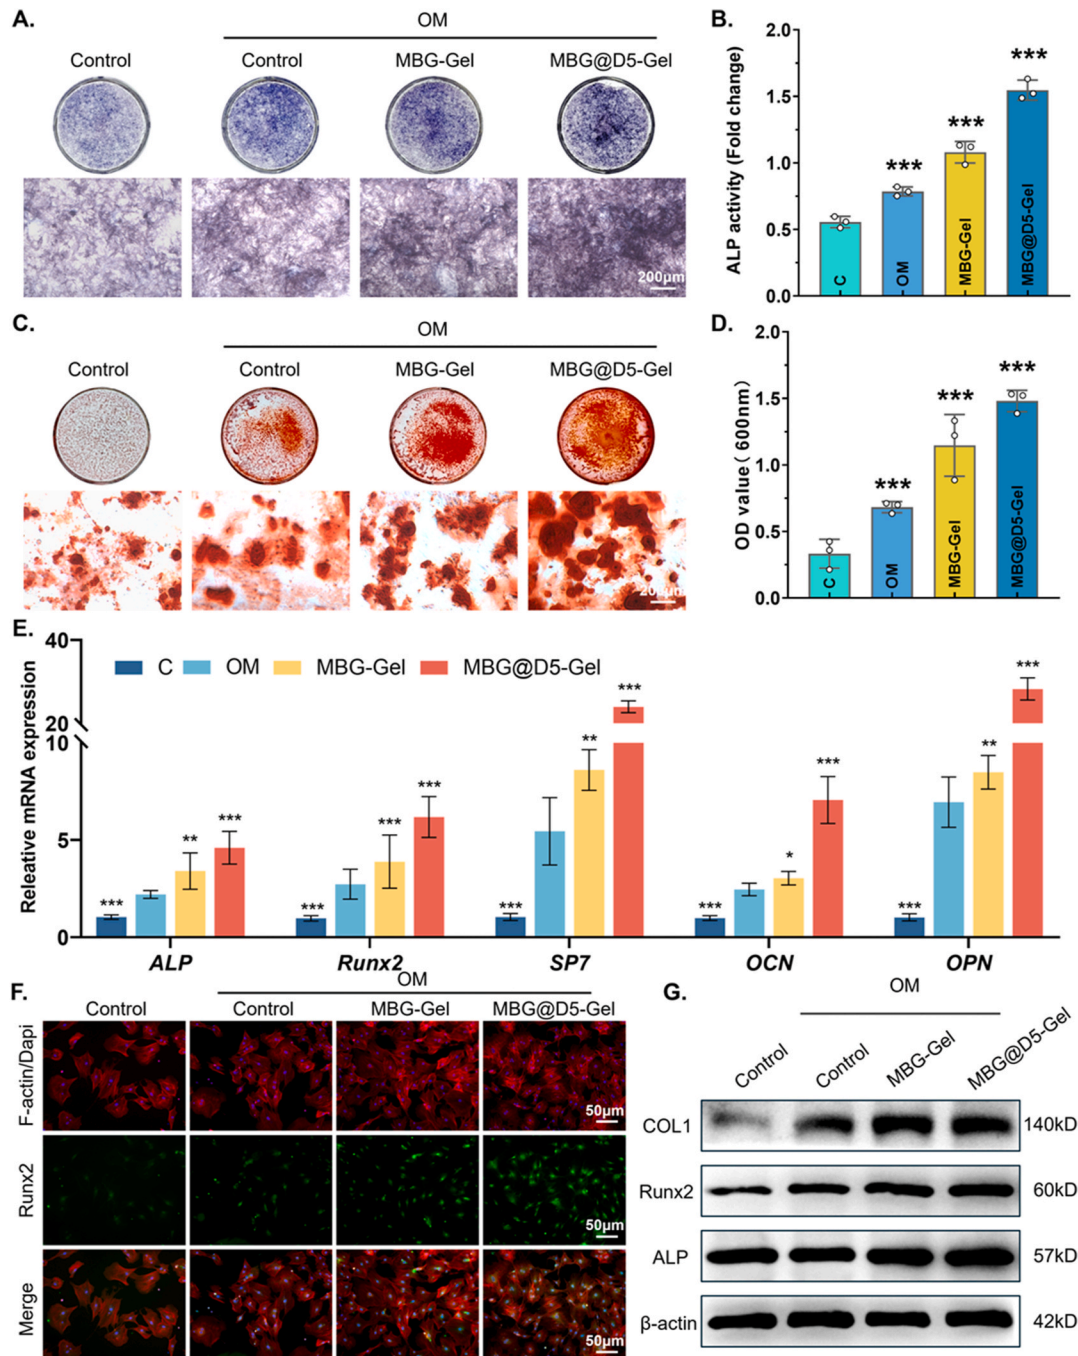 A.
OM
Control MBG-Gel MBG@D5-Gel
Control
200μm
B.
ALP activity (Fold change)
2.0
1.5
1.0
0.5
0.0
***
***
***
C
OM
MBG-Gel
MBG@D5-Gel
C.
OM
Control
Control MBG-Gel MBG@D5-Gel
200μm
D.
OD value（600nm）
2.0
1.5
1.0
0.5
0.0
***
***
***
C
OM
MBG-Gel
MBG@D5-Gel
E.
Releative mRNA expression
40
20
10
5
0
C OM MBG-Gel MBG@D5-Gel
*** ** ***
*** *** ***
*** ** ***
*** * ***
*** ** ***
ALP Runx2 SP7 OCN OPN
F.
OM
Control Control MBG-Gel MBG@D5-Gel
F-actin/Dapi
50μm
Runx2
50μm
Merge
50μm
G.
OM
Control Control MBG-Gel MBG@D5-Gel
COL1 140kD
Runx2 60kD
ALP 57kD
β-actin 42kD